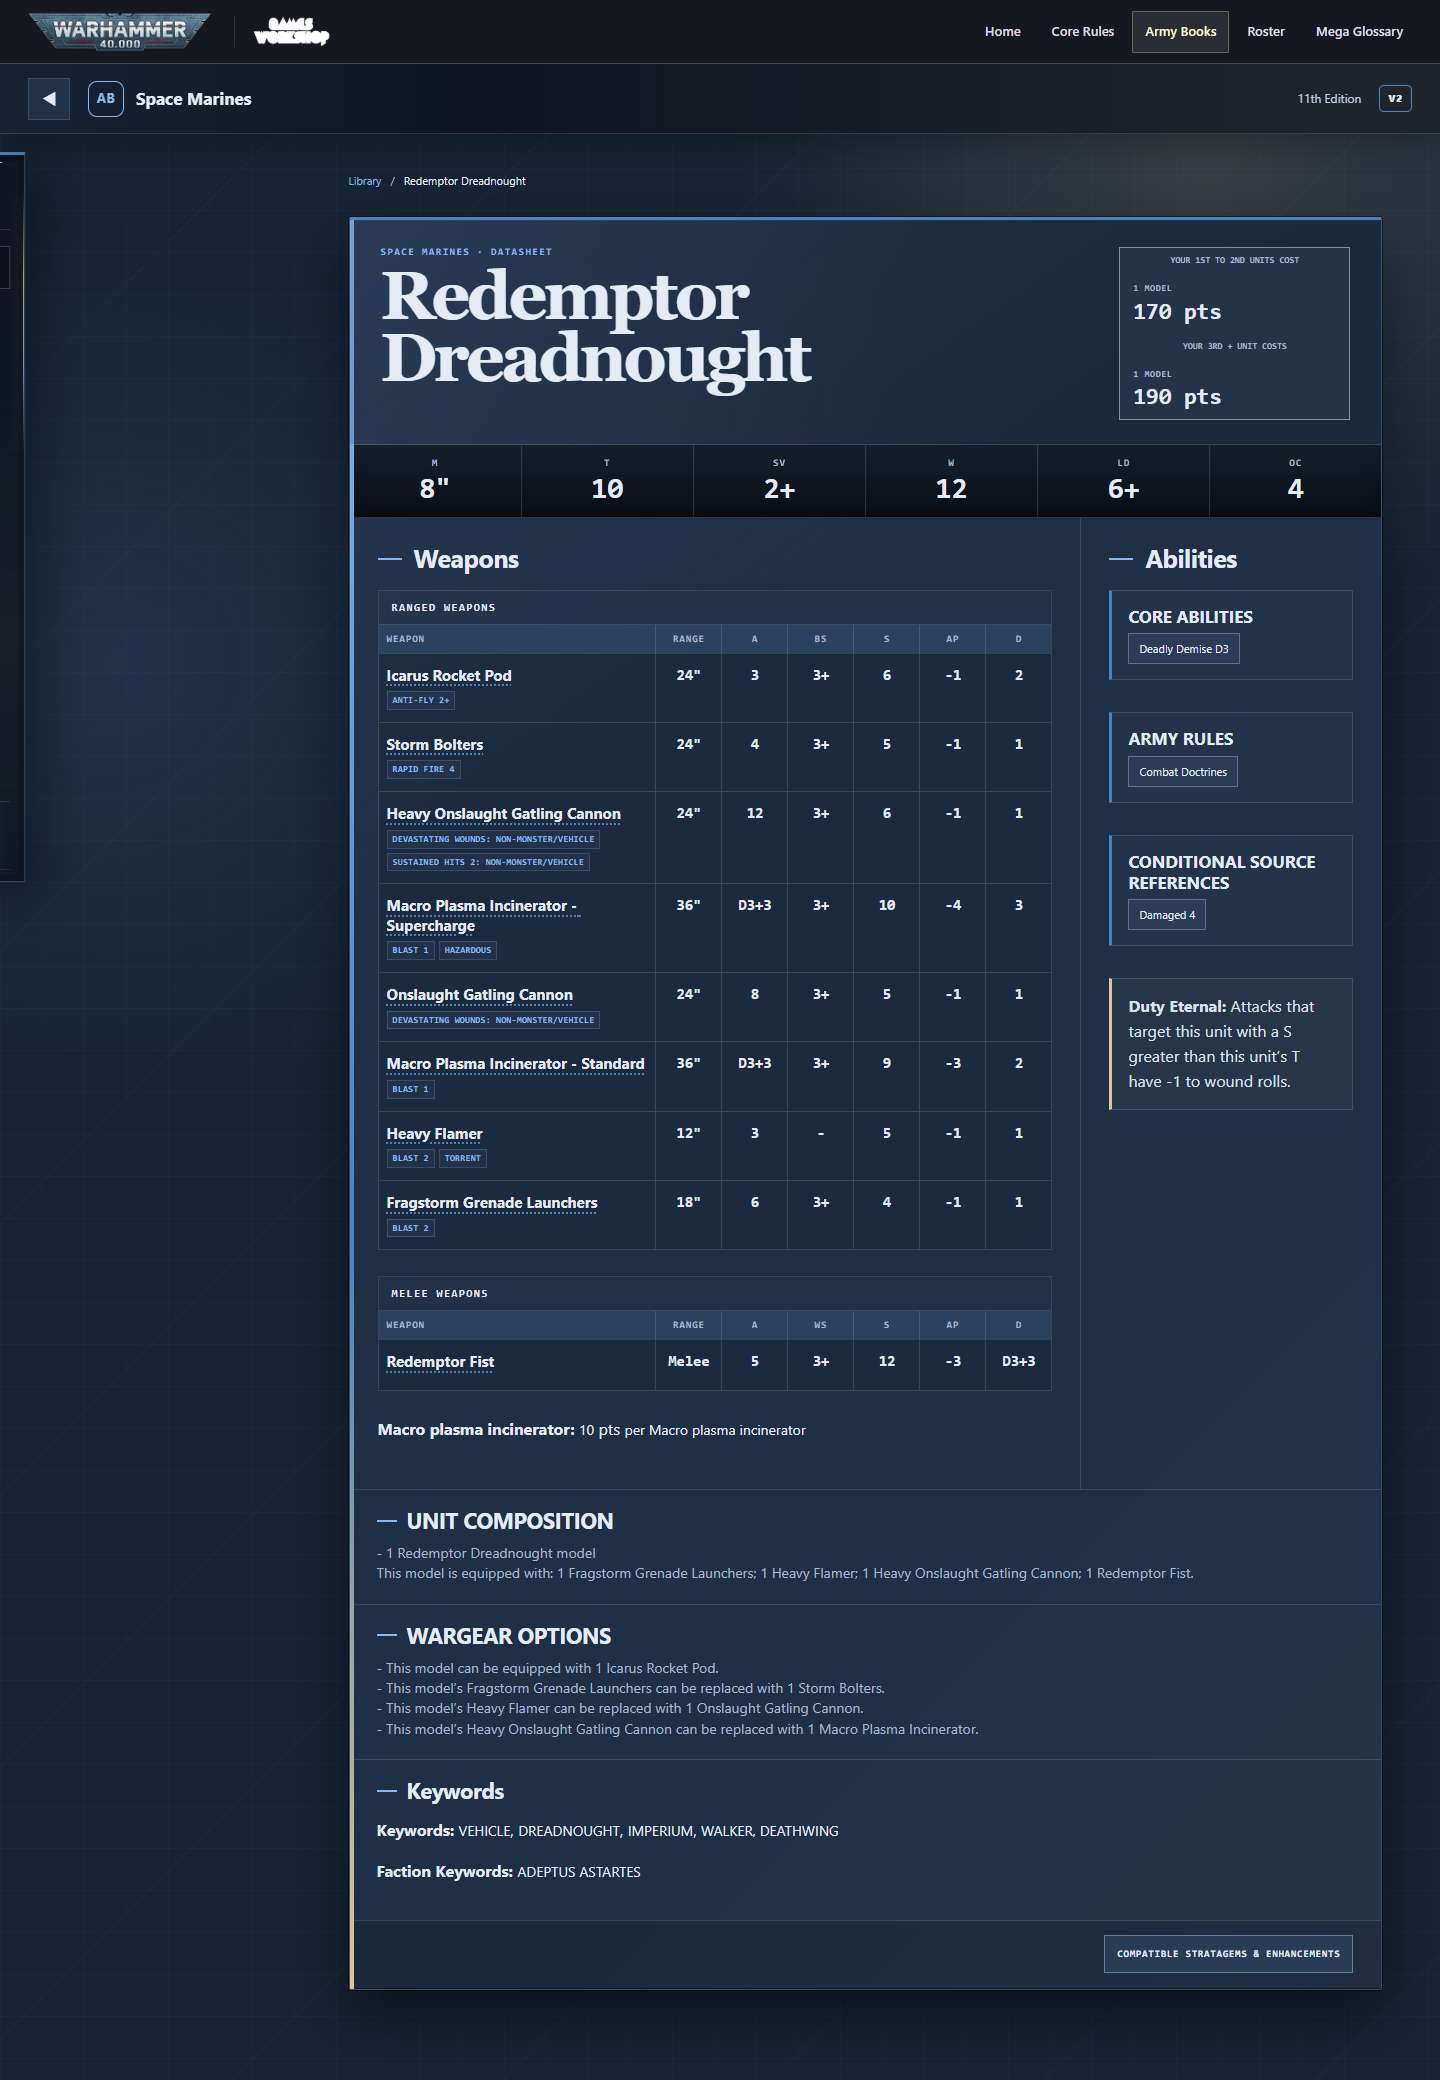 WARHAMMER
40,000
GAMES
WORKSHOP
Home
Core Rules
Army Books
Roster
Mega Glossary
◀
AB
Space Marines
11th Edition
V2
Library / Redemptor Dreadnought
SPACE MARINES · DATASHEET
Redemptor
Dreadnought
YOUR 1ST TO 2ND UNITS COST
1 MODEL
170 pts
YOUR 3RD + UNIT COSTS
1 MODEL
190 pts
M T SV W LD OC
8" 10 2+ 12 6+ 4
Weapons
RANGED WEAPONS
WEAPON RANGE A BS S AP D
Icarus Rocket Pod 24" 3 3+ 6 -1 2
ANTI-FLY 2+
Storm Bolters 24" 4 3+ 5 -1 1
RAPID FIRE 4
Heavy Onslaught Gatling Cannon 24" 12 3+ 6 -1 1
DEVASTATING WOUNDS: NON-MONSTER/VEHICLE
SUSTAINED HITS 2: NON-MONSTER/VEHICLE
Macro Plasma Incinerator - 36" D3+3 3+ 10 -4 3
Supercharge
BLAST 1 HAZARDOUS
Onslaught Gatling Cannon 24" 8 3+ 5 -1 1
DEVASTATING WOUNDS: NON-MONSTER/VEHICLE
Macro Plasma Incinerator - Standard 36" D3+3 3+ 9 -3 2
BLAST 1
Heavy Flamer 12" 3 - 5 -1 1
BLAST 2 TORRENT
Fragstorm Grenade Launchers 18" 6 3+ 4 -1 1
BLAST 2
MELEE WEAPONS
WEAPON RANGE A WS S AP D
Redemptor Fist Melee 5 3+ 12 -3 D3+3
Macro plasma incinerator: 10 pts per Macro plasma incinerator
Abilities
CORE ABILITIES
Deadly Demise D3
ARMY RULES
Combat Doctrines
CONDITIONAL SOURCE
REFERENCES
Damaged 4
Duty Eternal: Attacks that
target this unit with a S
greater than this unit's T
have -1 to wound rolls.
UNIT COMPOSITION
- 1 Redemptor Dreadnought model
This model is equipped with: 1 Fragstorm Grenade Launchers; 1 Heavy Flamer; 1 Heavy Onslaught Gatling Cannon; 1 Redemptor Fist.
WARGEAR OPTIONS
- This model can be equipped with 1 Icarus Rocket Pod.
- This model's Fragstorm Grenade Launchers can be replaced with 1 Storm Bolters.
- This model's Heavy Flamer can be replaced with 1 Onslaught Gatling Cannon.
- This model's Heavy Onslaught Gatling Cannon can be replaced with 1 Macro Plasma Incinerator.
Keywords
Keywords: VEHICLE, DREADNOUGHT, IMPERIUM, WALKER, DEATHWING
Faction Keywords: ADEPTUS ASTARTES
COMPATIBLE STRATAGEMS & ENHANCEMENTS